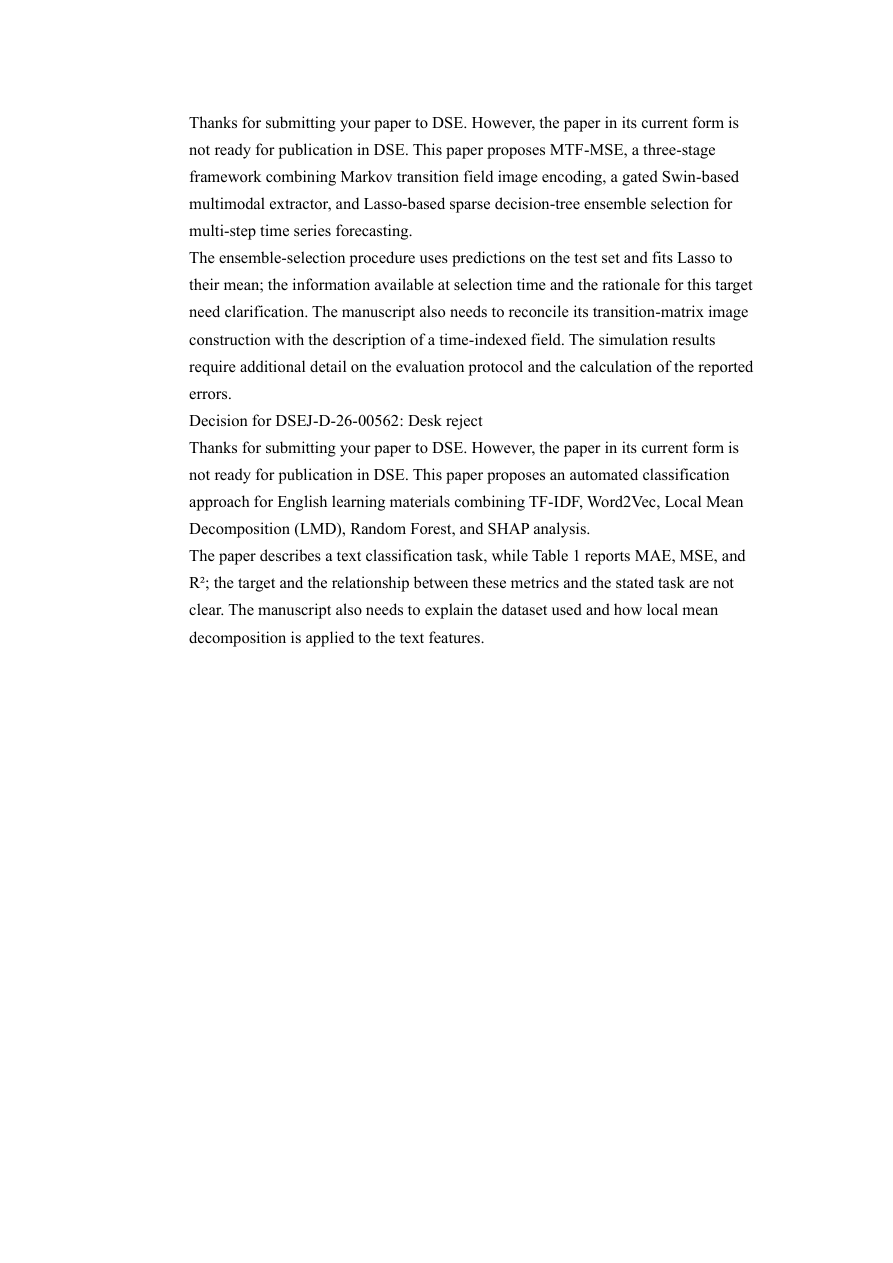 Thanks for submitting your paper to DSE. However, the paper in its current form is
not ready for publication in DSE. This paper proposes MTF-MSE, a three-stage
framework combining Markov transition field image encoding, a gated Swin-based
multimodal extractor, and Lasso-based sparse decision-tree ensemble selection for
multi-step time series forecasting.
The ensemble-selection procedure uses predictions on the test set and fits Lasso to
their mean; the information available at selection time and the rationale for this target
need clarification. The manuscript also needs to reconcile its transition-matrix image
construction with the description of a time-indexed field. The simulation results
require additional detail on the evaluation protocol and the calculation of the reported
errors.
Decision for DSEJ-D-26-00562: Desk reject
Thanks for submitting your paper to DSE. However, the paper in its current form is
not ready for publication in DSE. This paper proposes an automated classification
approach for English learning materials combining TF-IDF, Word2Vec, Local Mean
Decomposition (LMD), Random Forest, and SHAP analysis.
The paper describes a text classification task, while Table 1 reports MAE, MSE, and
R²; the target and the relationship between these metrics and the stated task are not
clear. The manuscript also needs to explain the dataset used and how local mean
decomposition is applied to the text features.